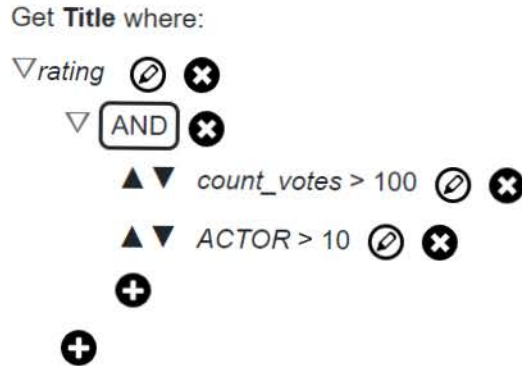 Get Title where:
rating
AND
count_votes > 100
ACTOR > 10